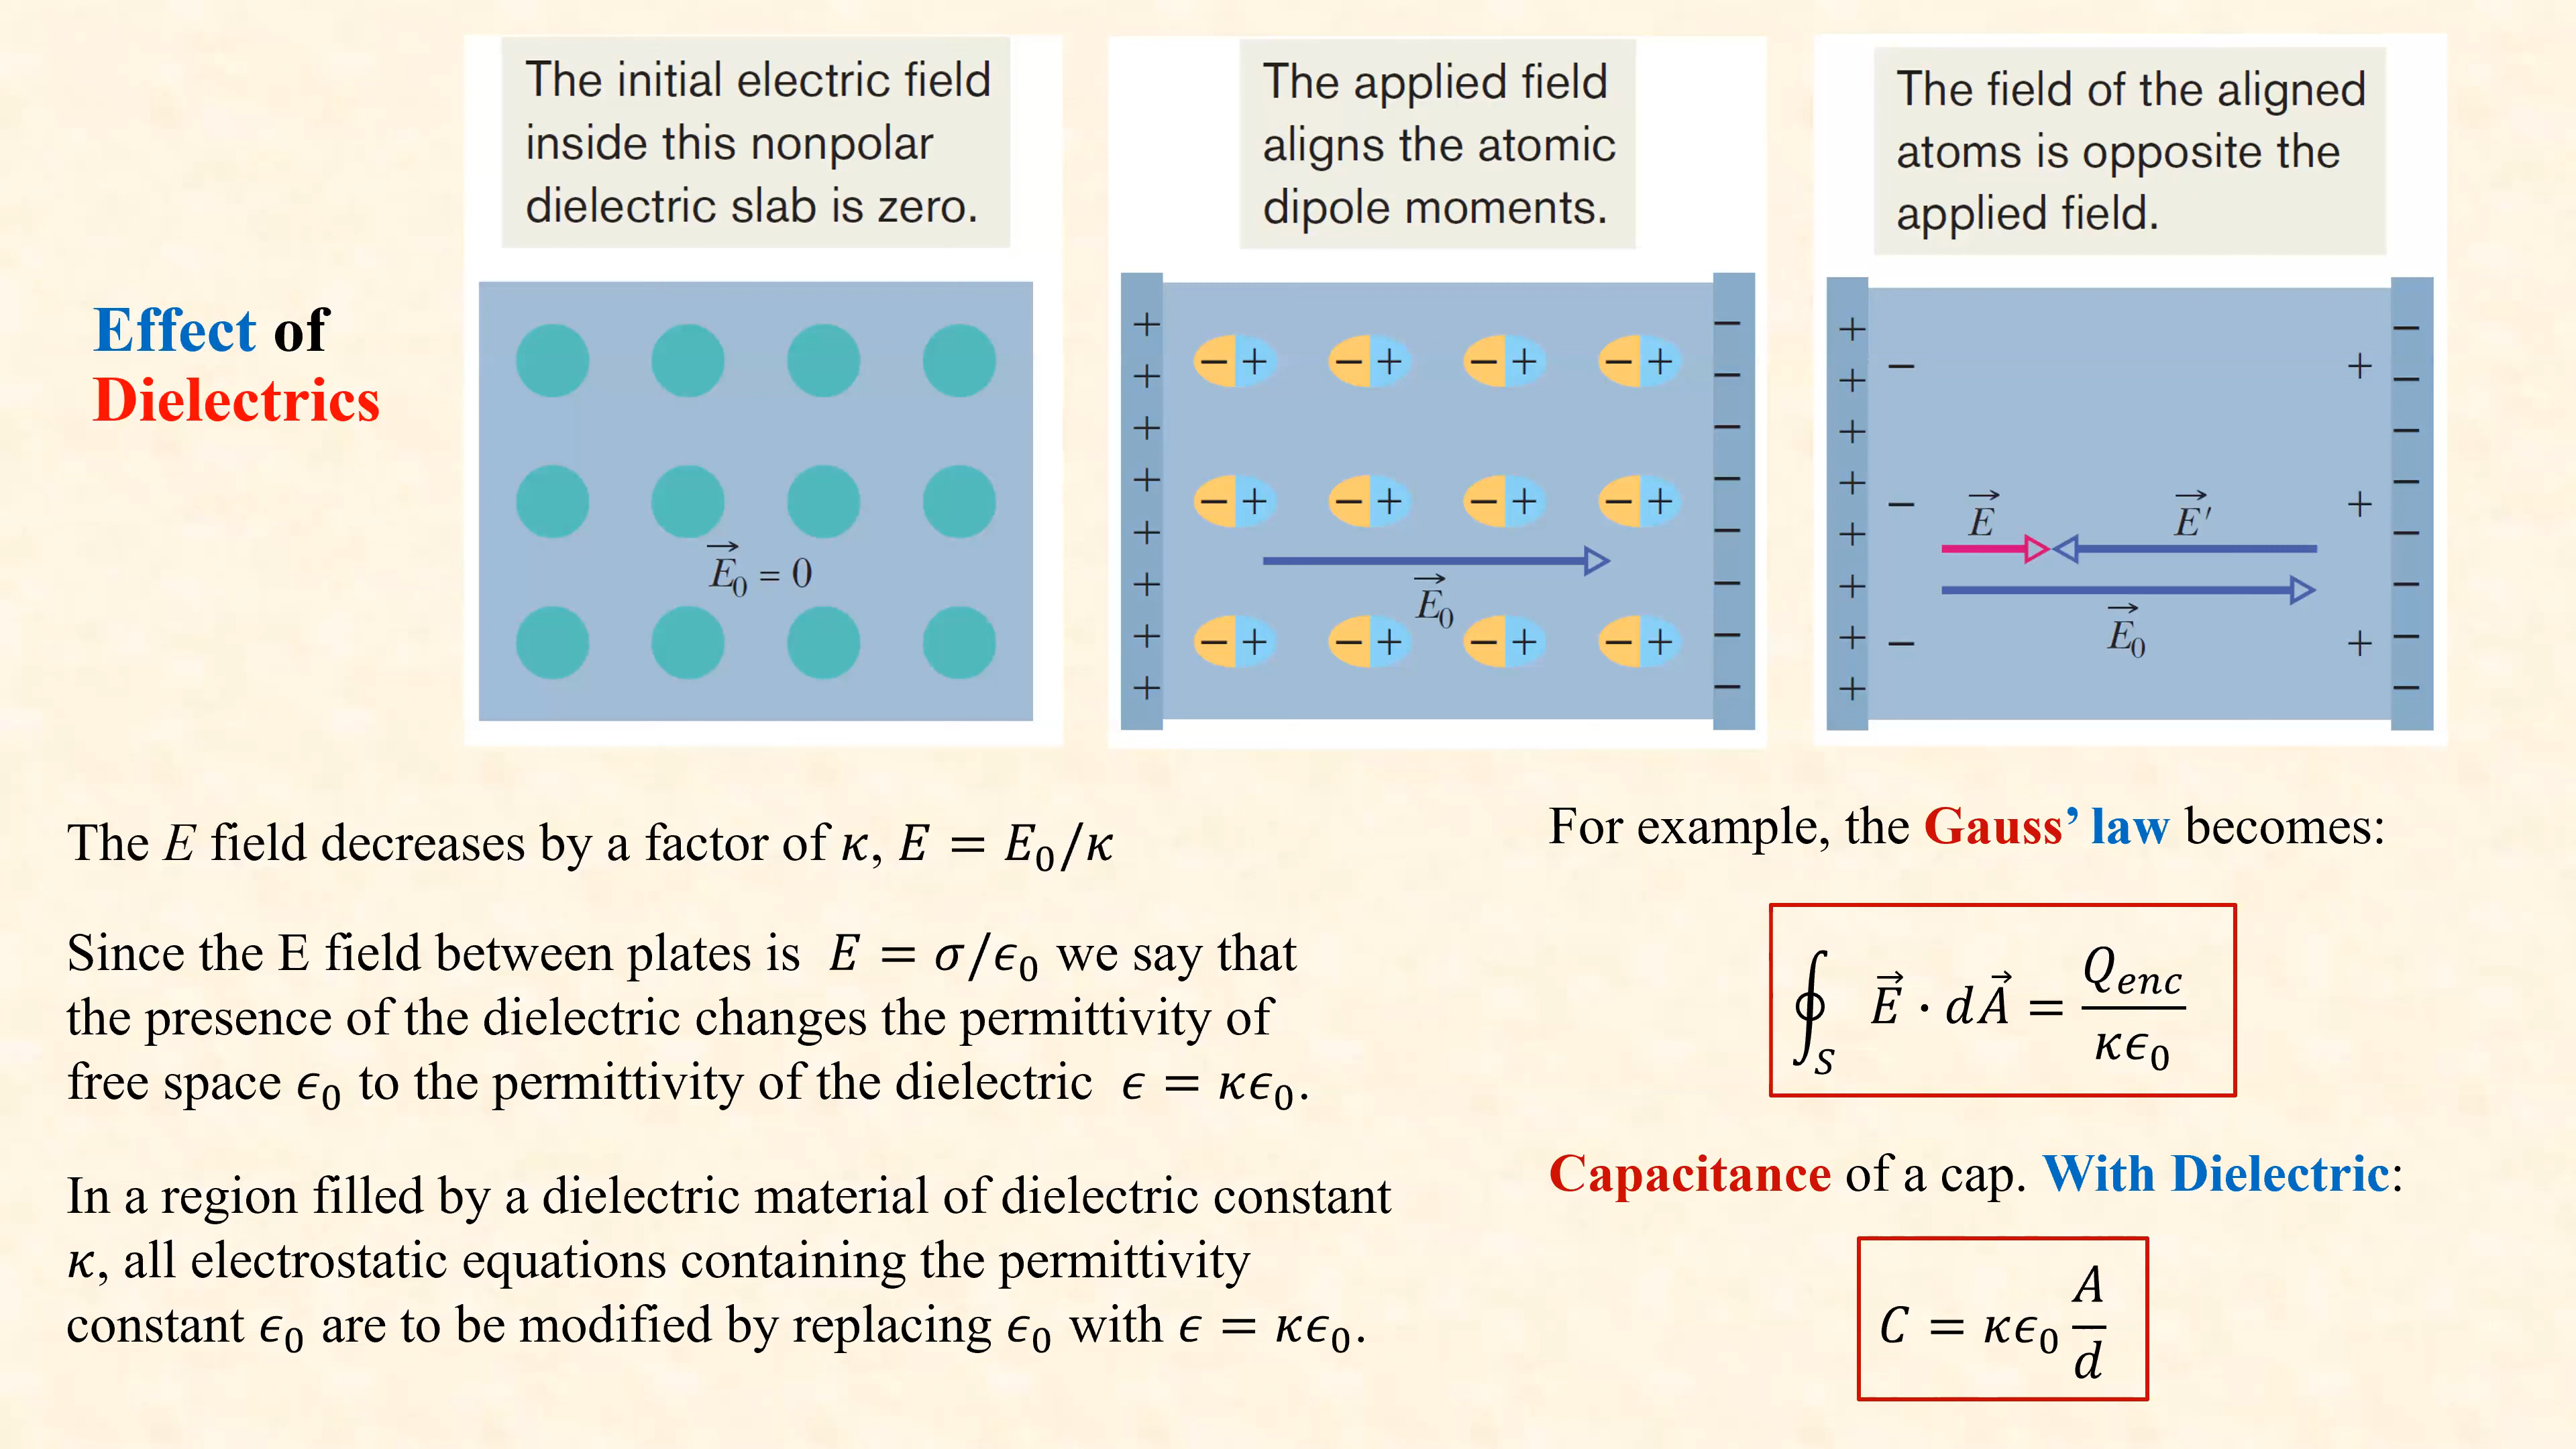 Effect of
Dielectrics
The initial electric field
inside this nonpolar
dielectric slab is zero.
E⃗₀ = 0
The applied field
aligns the atomic
dipole moments.
+ + + + + + + +
− + − + − + − +
− + − + − + − +
− + − + − + − +
− − − − − − − −
E⃗₀
The field of the aligned
atoms is opposite the
applied field.
+ + + + + + + +
− − −
+ + +
− − − − − − − −
E⃗ E⃗′
E⃗₀
The E field decreases by a factor of κ, E = E₀/κ
Since the E field between plates is E = σ/ϵ₀ we say that
the presence of the dielectric changes the permittivity of
free space ϵ₀ to the permittivity of the dielectric ϵ = κϵ₀.
In a region filled by a dielectric material of dielectric constant
κ, all electrostatic equations containing the permittivity
constant ϵ₀ are to be modified by replacing ϵ₀ with ϵ = κϵ₀.
For example, the Gauss’ law becomes:
∮_S E⃗ · dA⃗ = Q_enc / κϵ₀
Capacitance of a cap. With Dielectric:
C = κϵ₀ A/d